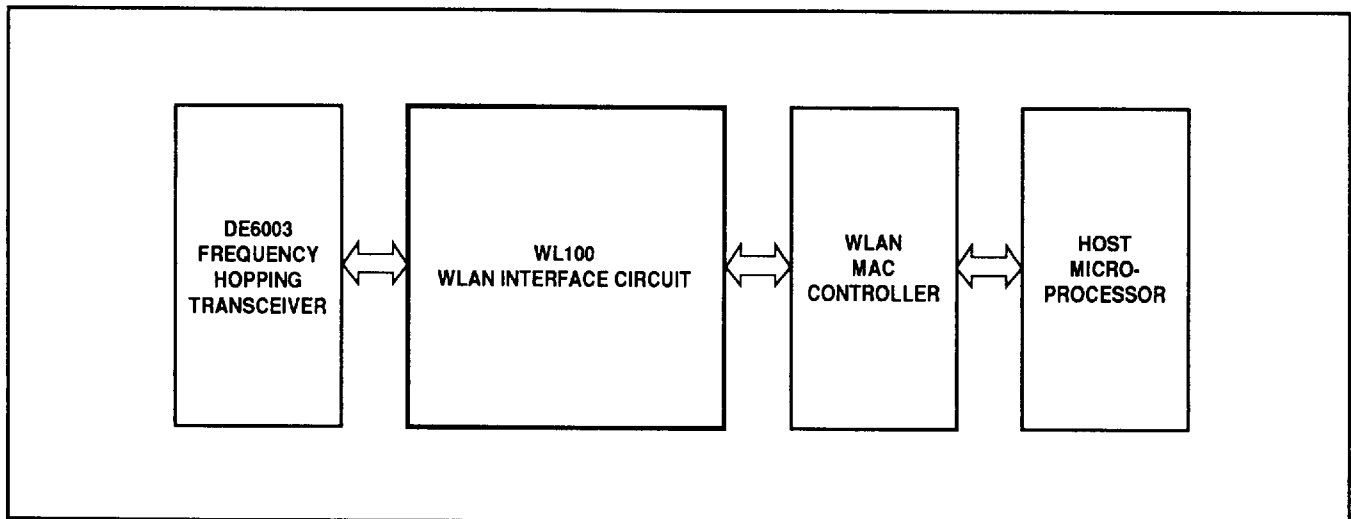 DE6003
FREQUENCY
HOPPING
TRANSCEIVER
WL100
WLAN INTERFACE CIRCUIT
WLAN
MAC
CONTROLLER
HOST
MICRO-
PROCESSOR